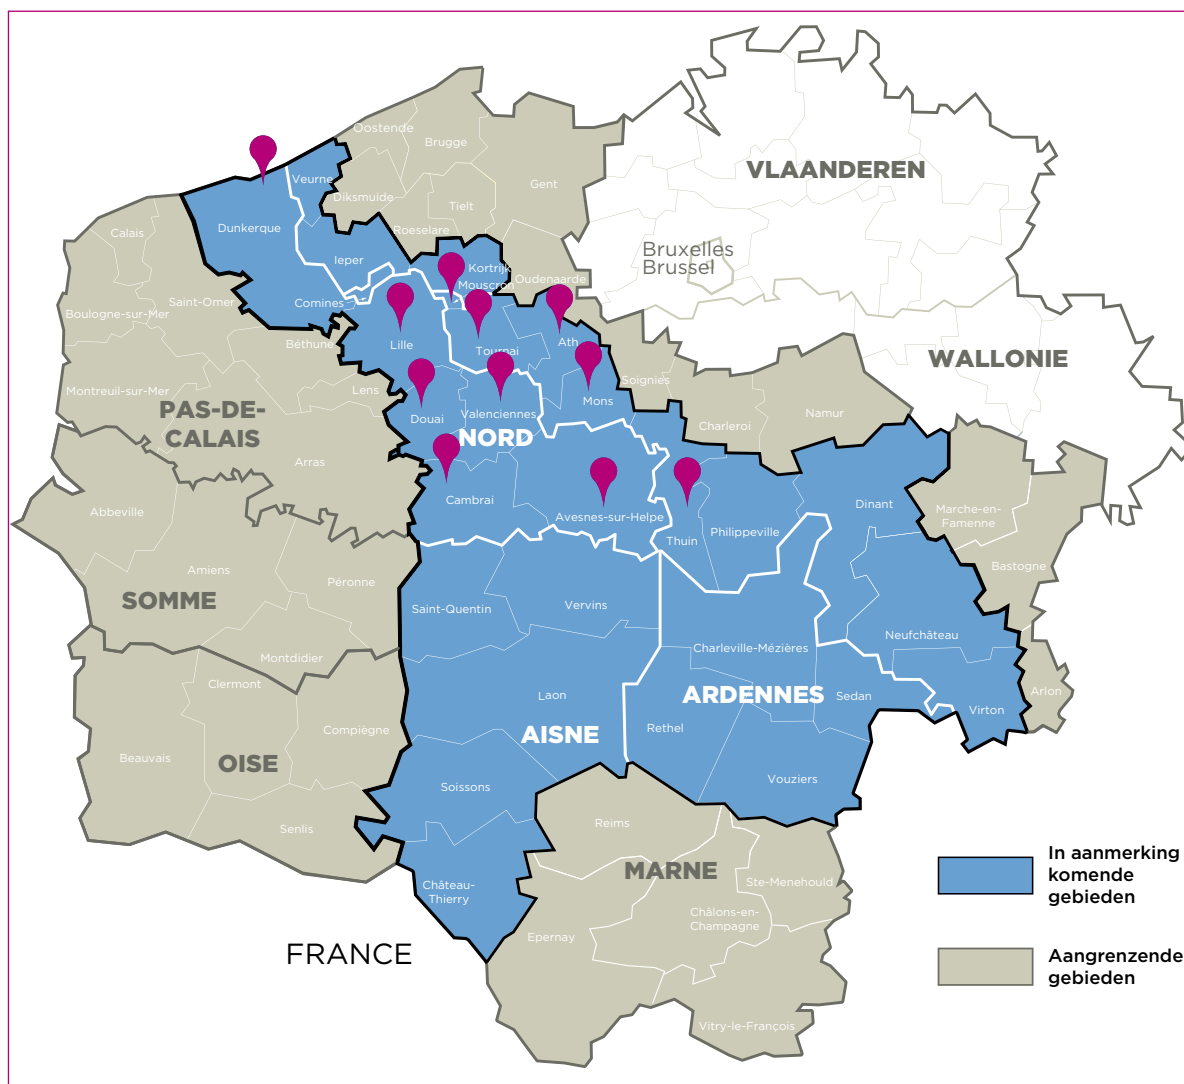 Oostende
Brugge
VLAANDEREN
Veurne
Gent
Diksmuide
Tielt
Dunkerque
Calais
Roeselare
Bruxelles
Brussel
Ieper
Kortrijk
Oudenaarde
Mouscron
Saint-Omer
Comines
Boulogne-sur-Mer
Béthune
Lille
Tournai
Ath
WALLONIE
Soignies
Montreuil-sur-Mer
Lens
Mons
PAS-DE-
CALAIS
Douai
Valenciennes
Namur
Charleroi
NORD
Arras
Cambrai
Abbeville
Avesnes-sur-Helpe
Dinant
Marche-en-
Famenne
Philippeville
Thuin
Bastogne
Amiens
Péronne
SOMME
Saint-Quentin
Vervins
Neufchâteau
Charleville-Mézières
Montdidier
Clermont
Laon
ARDENNES
Sedan
Arlon
Virton
Compiègne
Rethel
AISNE
Beauvais
OISE
Soissons
Vouziers
Senlis
Reims
MARNE
Ste-Menehould
Château-
Thierry
Châlons-en-
Champagne
Epernay
FRANCE
Vitry-le-François
In aanmerking
komende
gebieden
Aangrenzende
gebieden